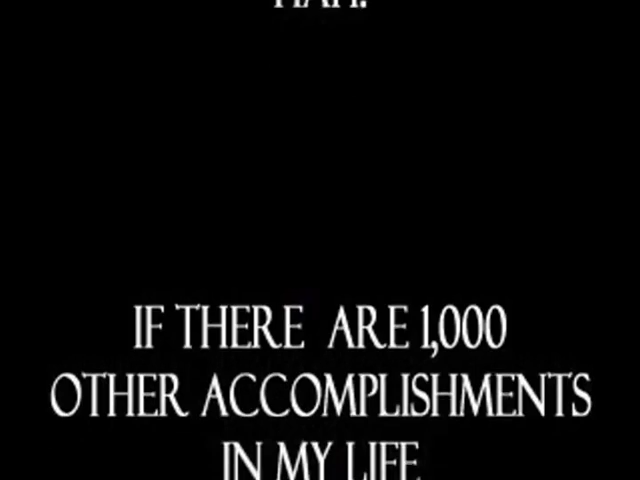 IF THERE ARE 1,000
OTHER ACCOMPLISHMENTS
IN MY LIFE